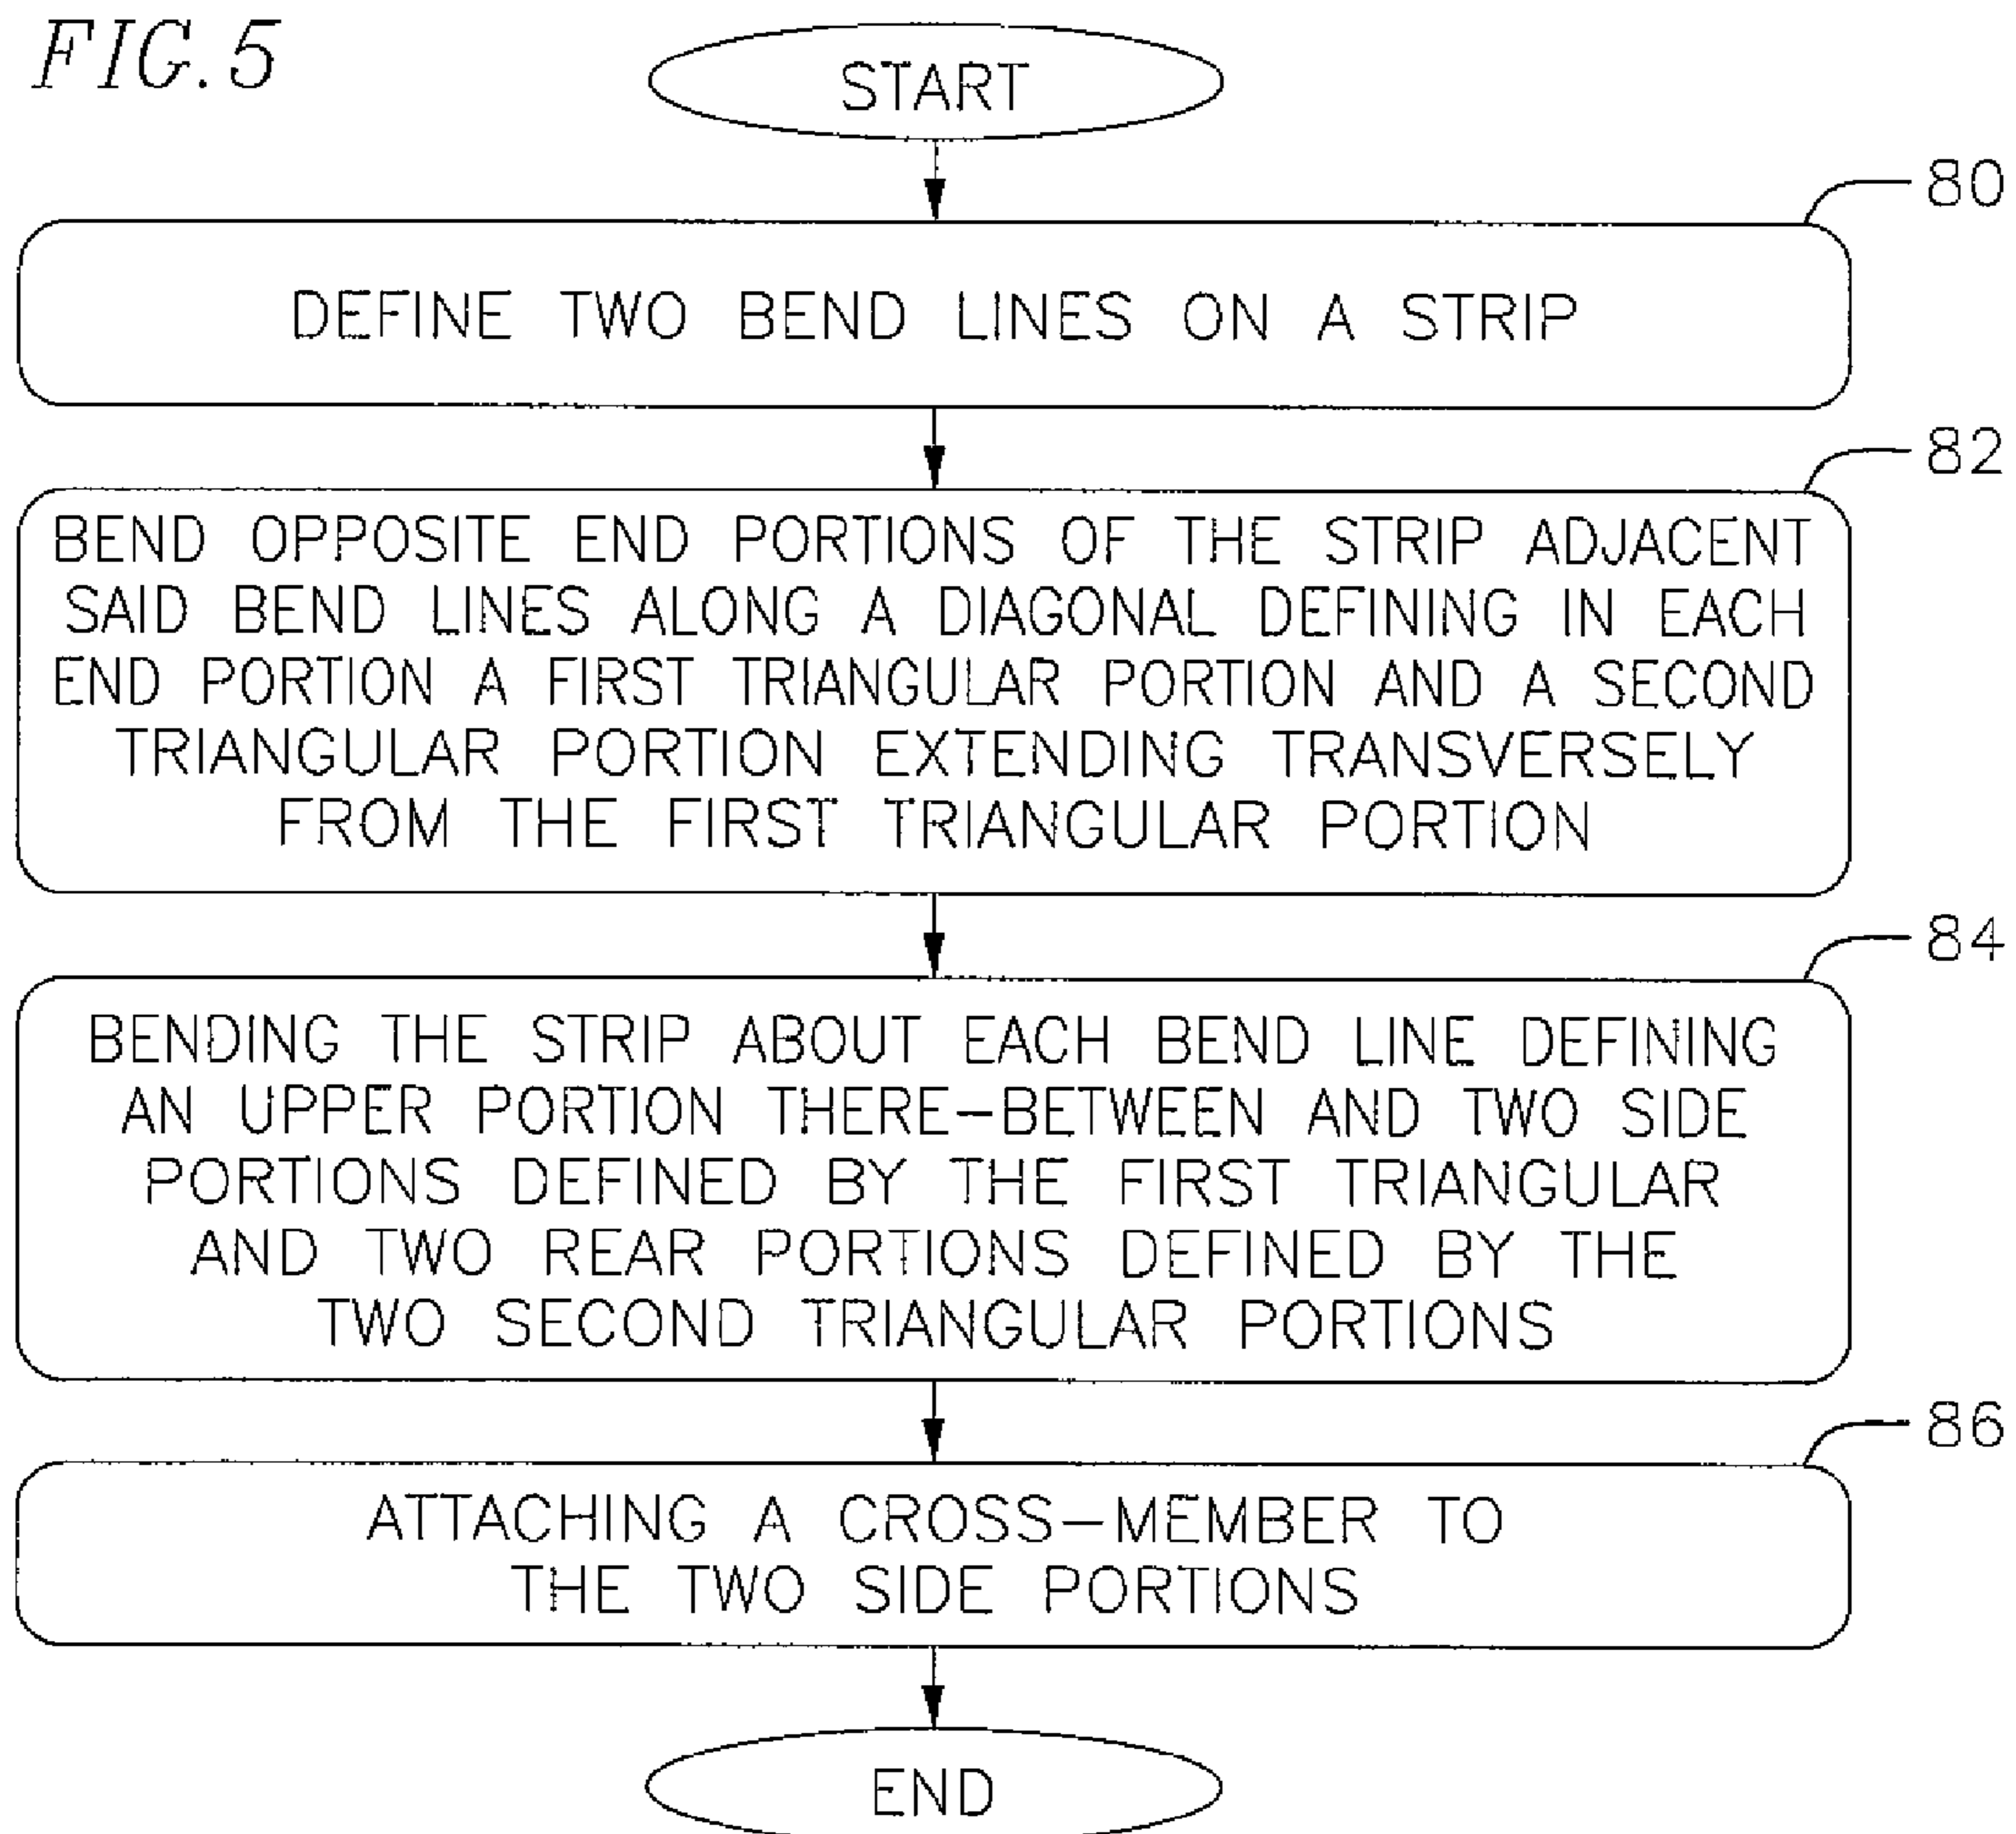 FIG. 5
START
80
DEFINE TWO BEND LINES ON A STRIP
82
BEND OPPOSITE END PORTIONS OF THE STRIP ADJACENT
SAID BEND LINES ALONG A DIAGONAL DEFINING IN EACH
END PORTION A FIRST TRIANGULAR PORTION AND A SECOND
TRIANGULAR PORTION EXTENDING TRANSVERSELY
FROM THE FIRST TRIANGULAR PORTION
84
BENDING THE STRIP ABOUT EACH BEND LINE DEFINING
AN UPPER PORTION THERE-BETWEEN AND TWO SIDE
PORTIONS DEFINED BY THE FIRST TRIANGULAR
AND TWO REAR PORTIONS DEFINED BY THE
TWO SECOND TRIANGULAR PORTIONS
86
ATTACHING A CROSS-MEMBER TO
THE TWO SIDE PORTIONS
END